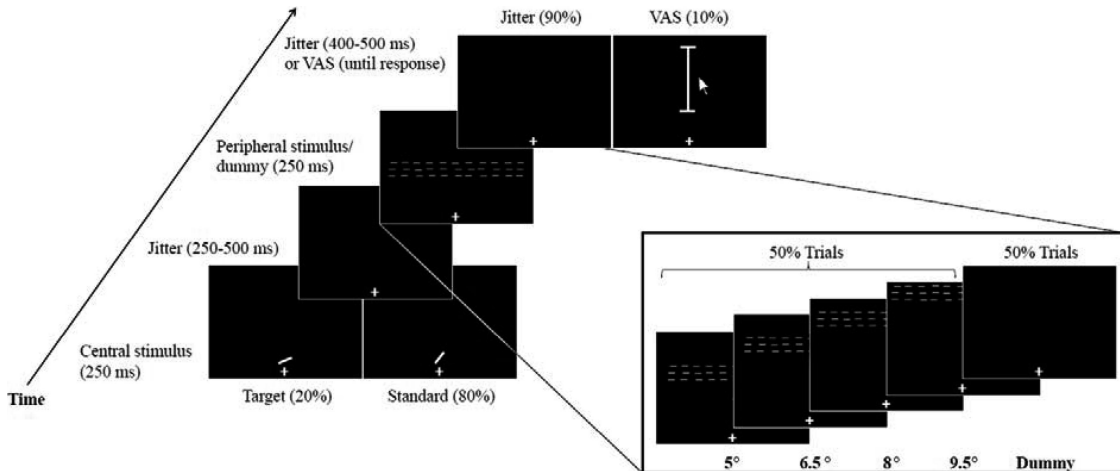 Jitter (90%)
VAS (10%)
Jitter (400-500 ms)
or VAS (until response)
Peripheral stimulus/
dummy (250 ms)
Jitter (250-500 ms)
50% Trials
50% Trials
Central stimulus
(250 ms)
Time
Target (20%)
Standard (80%)
5°
6.5 °
8°
9.5°
Dummy